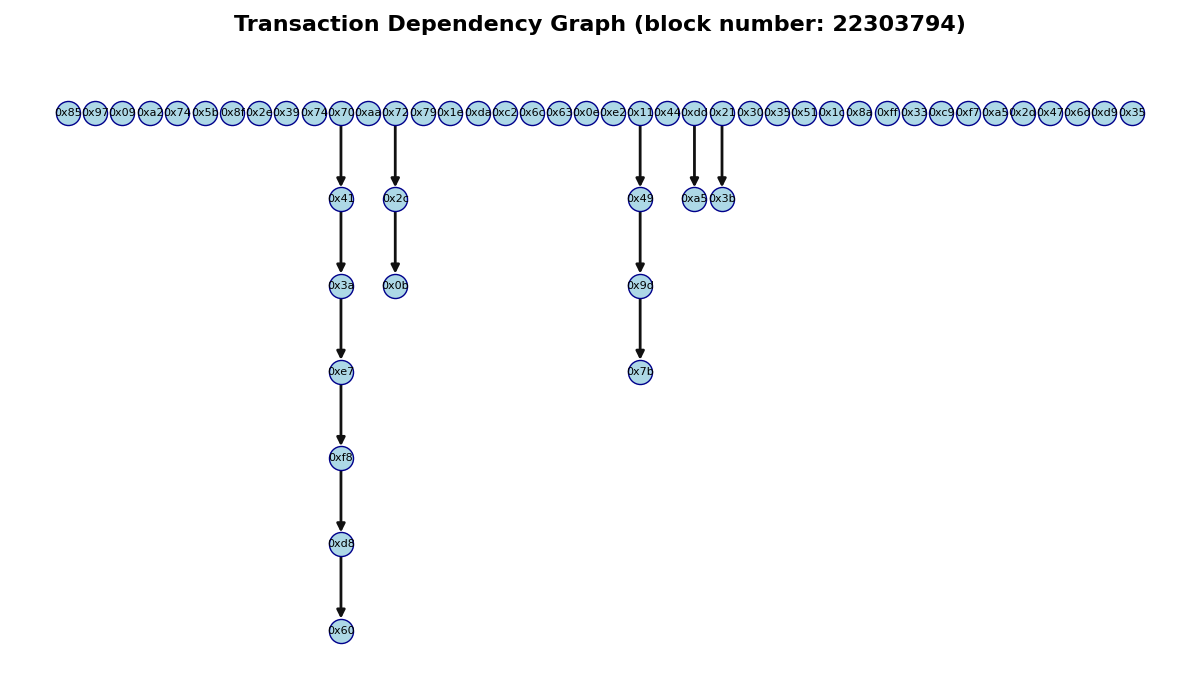 Transaction Dependency Graph (block number: 22303794)
0x85 0x97 0x09 0xa2 0x74 0x5b 0x8f 0x2e 0x39 0x74 0x70 0xaa 0x72 0x79 0x1e 0xda 0xc2 0x6c 0x63 0x0e 0xe2 0x11 0x44 0xdd 0x21 0x30 0x35 0x51 0x1c 0x8a 0xff 0x33 0xc9 0xf7 0xa5 0x2d 0x47 0x6d 0xd9 0x35
0x41 0x2c 0x49 0xa5 0x3b
0x3a 0x0b 0x9d
0xe7 0x7b
0xf8
0xd8
0x60